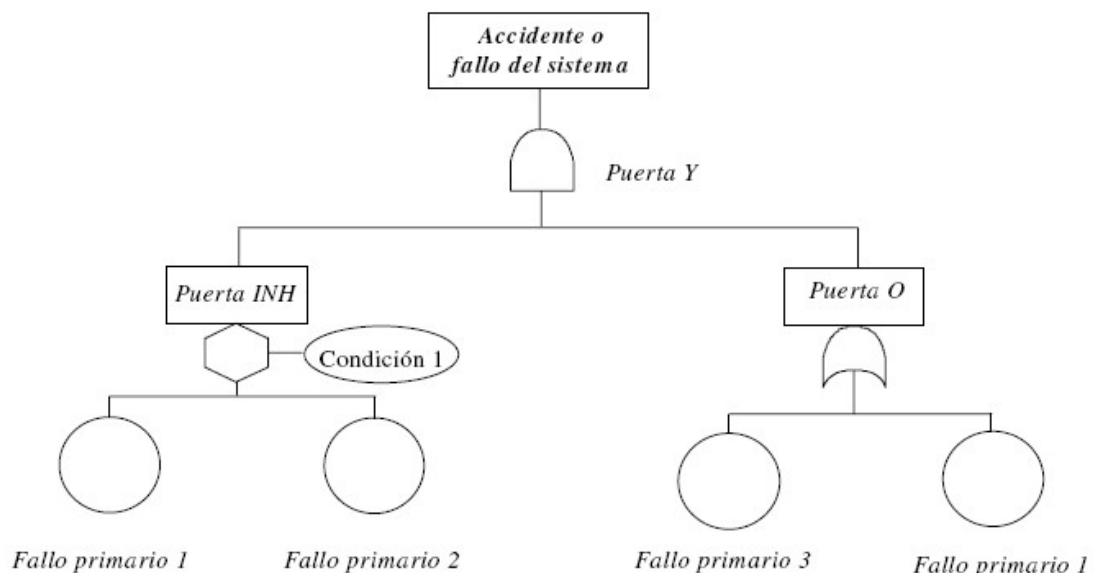 Accidente o
fallo del sistema
Puerta Y
Puerta INH
Puerta O
Condición 1
Fallo primario 1
Fallo primario 2
Fallo primario 3
Fallo primario 1